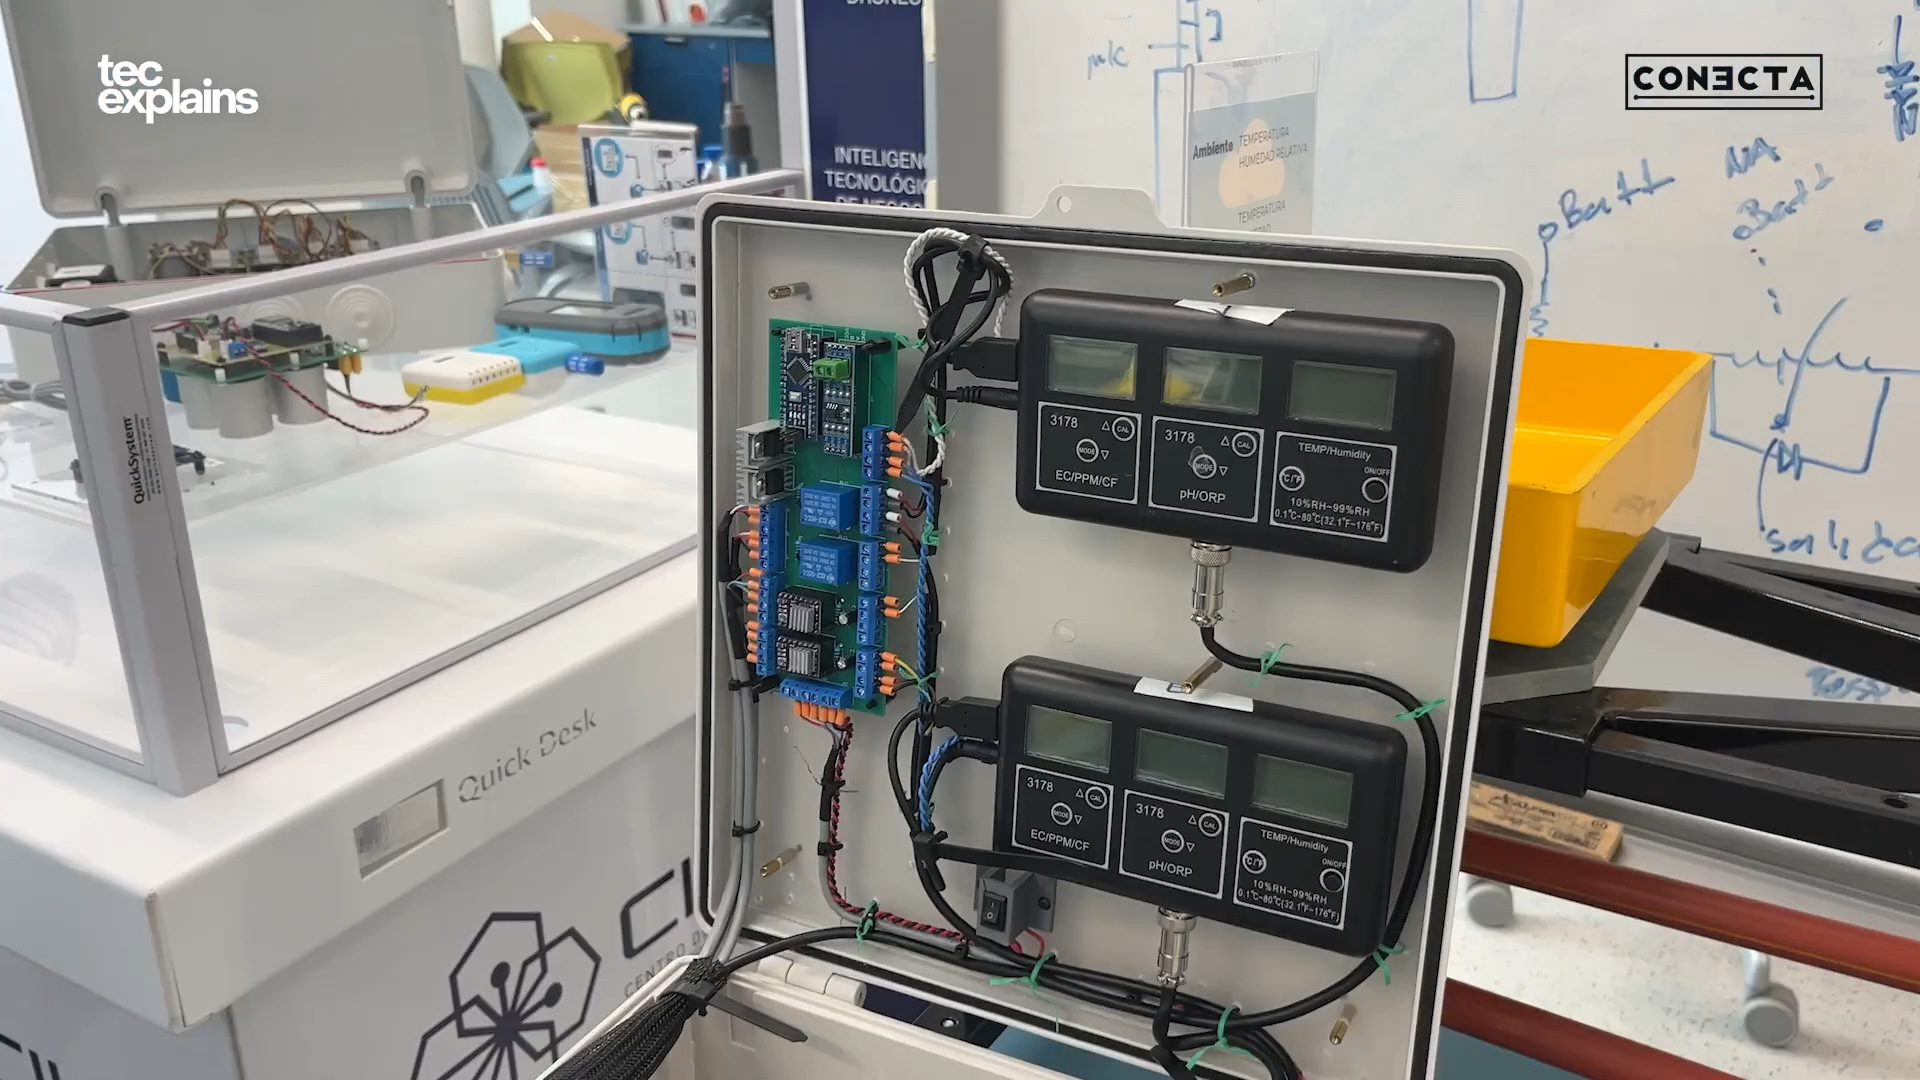 tec
explains
CONECTA
INTELIGEN
TECNOLÓGI
Ambiente
TEMPERATURA
HUMEDAD RELATIVA
TEMPERATURA
Batt
NA
Batt
QuickSystem
Quick Desk
3178
CAL
MODE
EC/PPM/CF
3178
CAL
MODE
pH/ORP
TEMP/Humidity
°C/°F
ON/OFF
10%RH~99%RH
0.1°C~80°C(32.1°F~176°F)
3178
CAL
MODE
EC/PPM/CF
3178
CAL
MODE
pH/ORP
TEMP/Humidity
°C/°F
ON/OFF
10%RH~99%RH
0.1°C~80°C(32.1°F~176°F)